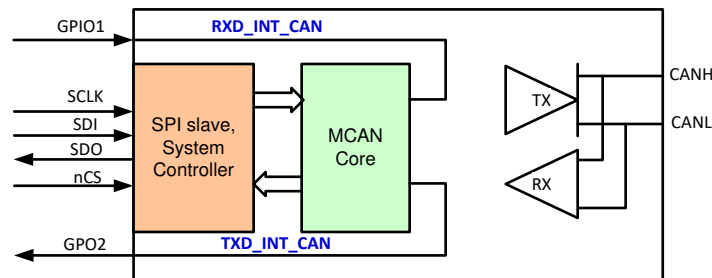 GPIO1
RXD_INT_CAN
SCLK
SDI
SDO
nCS
SPI slave,
System
Controller
MCAN
Core
TX
RX
CANH
CANL
GPO2
TXD_INT_CAN